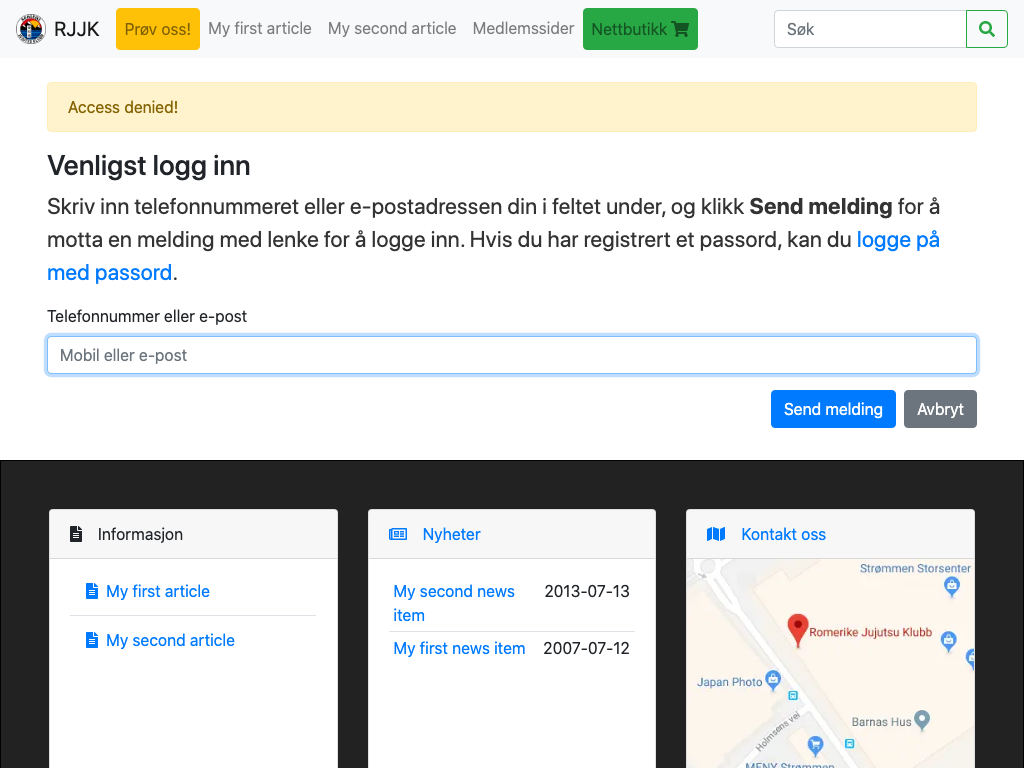 RJJK Prøv oss! My first article My second article Medlemssider Nettbutikk Søk
Access denied!
Venligst logg inn
Skriv inn telefonnummeret eller e-postadressen din i feltet under, og klikk Send melding for å
motta en melding med lenke for å logge inn. Hvis du har registrert et passord, kan du logge på
med passord.
Telefonnummer eller e-post
Mobil eller e-post
Send melding Avbryt
Informasjon
My first article
My second article
Nyheter
My second news 2013-07-13
item
My first news item 2007-07-12
Kontakt oss
Strømmen Storsenter
Romerike Jujutsu Klubb
Japan Photo
Barnas Hus
Holmsens vei
MENY Strømmen